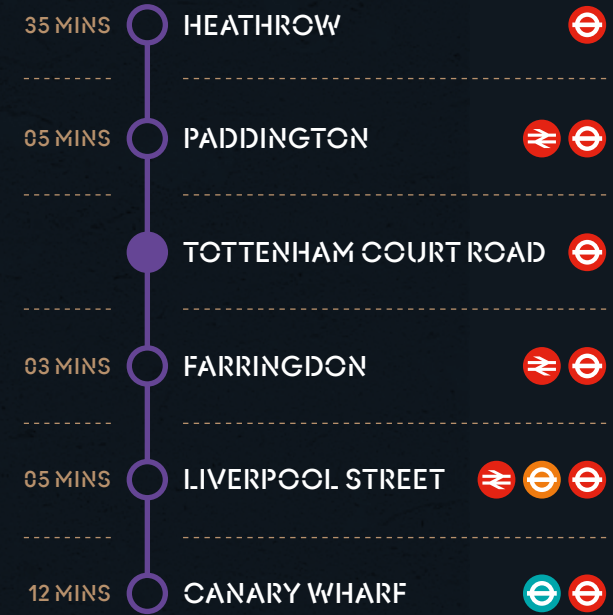 35 MINS HEATHROW
05 MINS PADDINGTON
TOTTENHAM COURT ROAD
03 MINS FARRINGDON
05 MINS LIVERPOOL STREET
12 MINS CANARY WHARF